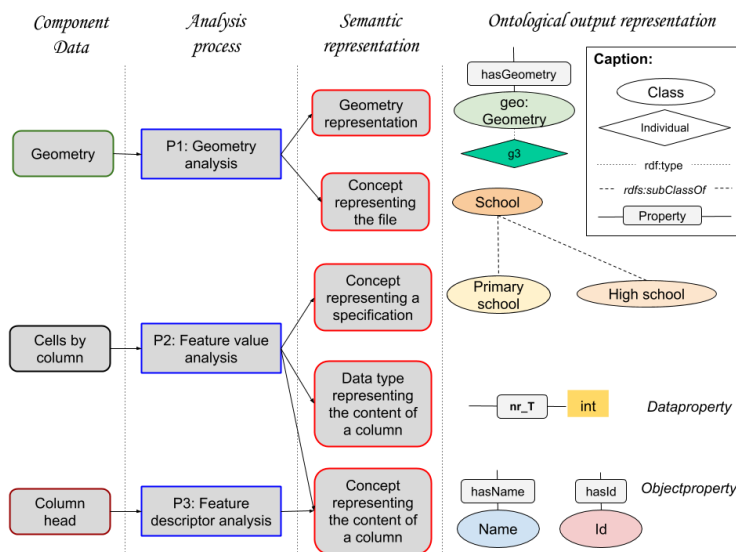 Component
Data
Analysis
process
Semantic
representation
Ontological output representation
Geometry
P1: Geometry
analysis
Geometry
representation
Concept
representing
the file
hasGeometry
geo:
Geometry
g3
School
Caption:
Class
Individual
rdf:type
rdfs:subClassOf
Property
Cells by
column
P2: Feature value
analysis
Concept
representing a
specification
Data type
representing
the content of
a column
Primary
school
High school
nr_T
int
Dataproperty
Column
head
P3: Feature
descriptor analysis
Concept
representing
the content of
a column
hasName
hasId
Objectproperty
Name
Id